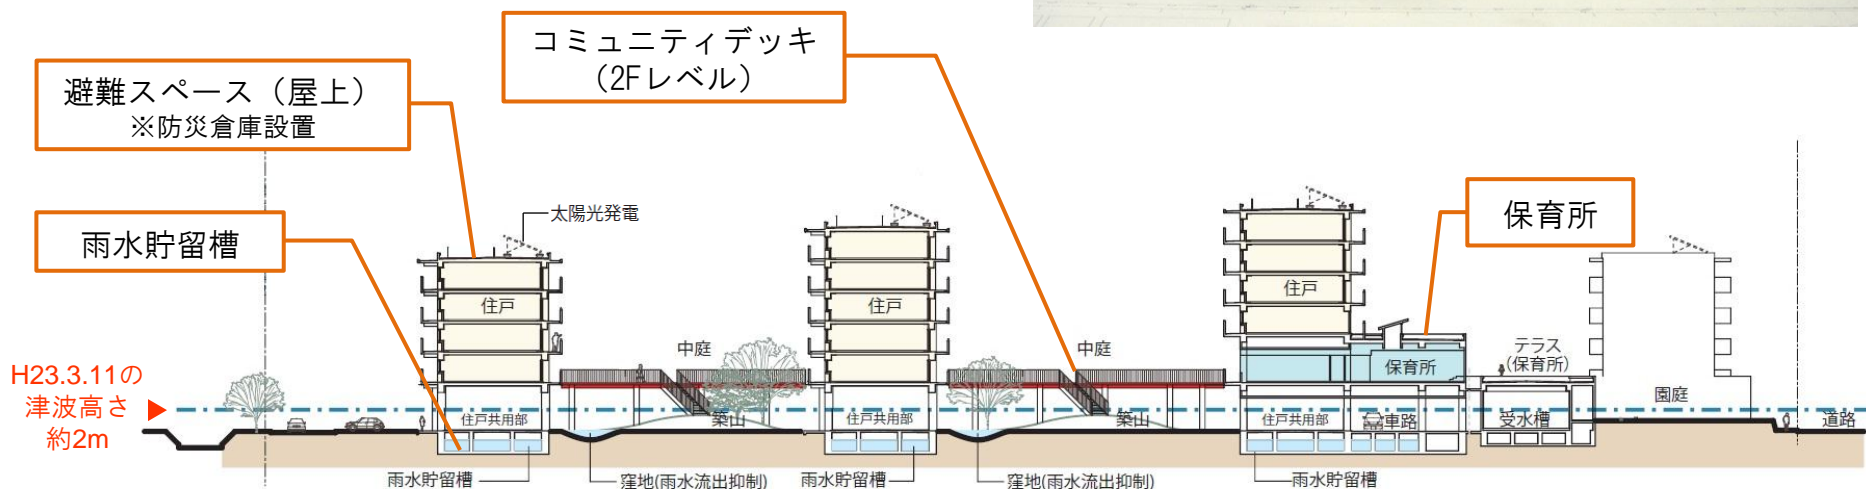 コミュニティデッキ
（2Fレベル）
避難スペース（屋上）
※防災倉庫設置
太陽光発電
保育所
雨水貯留槽
住戸
住戸
住戸
中庭
中庭
テラス
(保育所)
保育所
H23.3.11の
津波高さ
約2m
園庭
住戸共用部
築山
住戸共用部
築山
住戸共用部
車路
受水槽
道路
雨水貯留槽
窪地(雨水流出抑制)
雨水貯留槽
窪地(雨水流出抑制)
雨水貯留槽